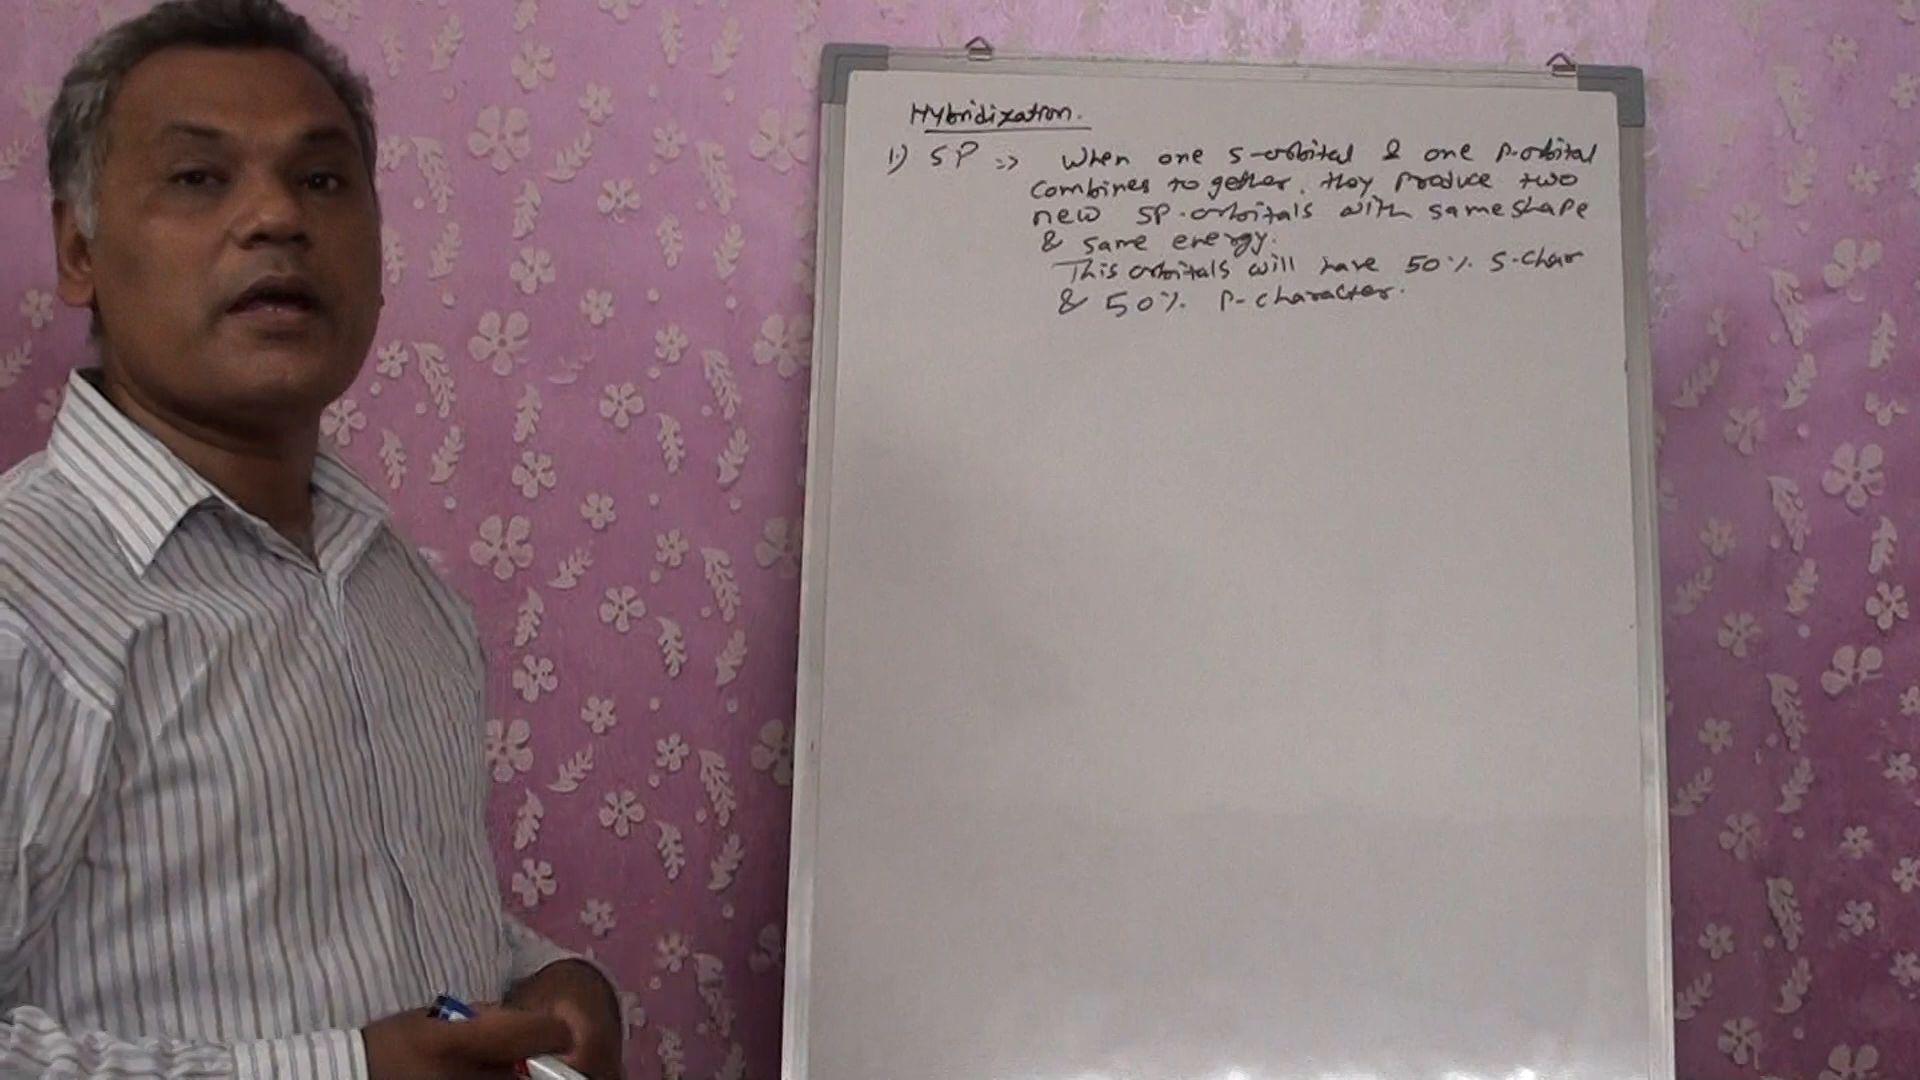 Hybridization.
1) SP => When one s-orbital & one p-orbital
combines together, they produce two
new SP-orbitals with same shape
& same energy.
This orbitals will have 50% s-char
& 50% p-character.